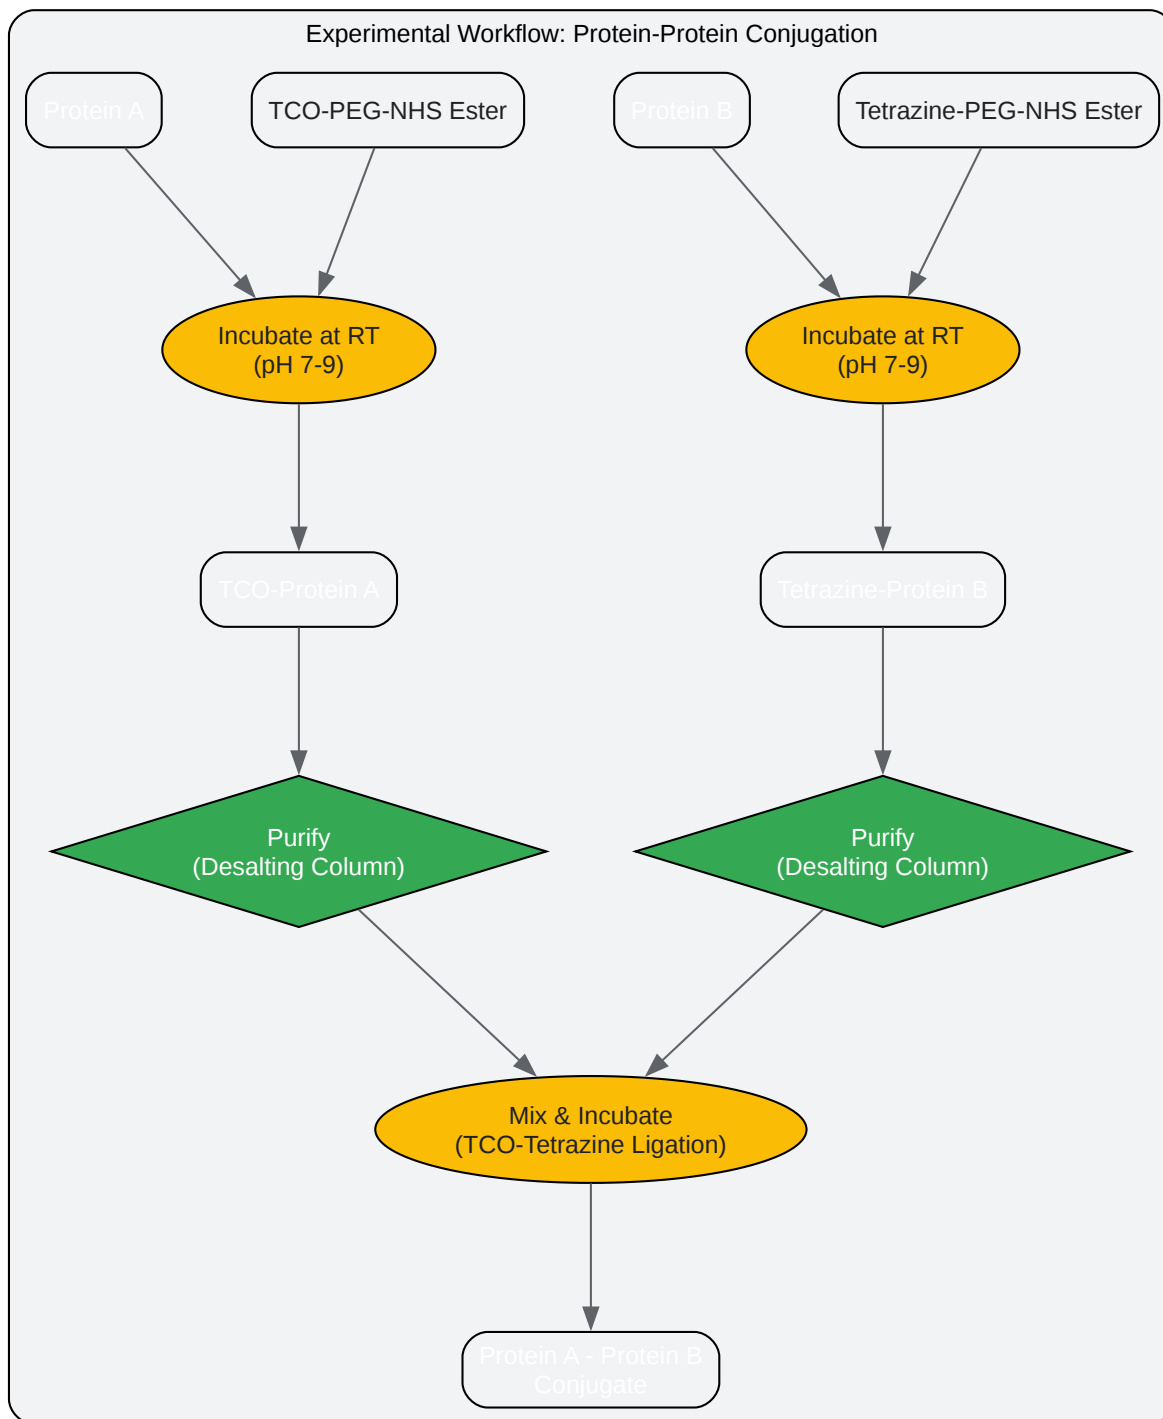 Experimental Workflow: Protein-Protein Conjugation
Protein A
TCO-PEG-NHS Ester
Protein B
Tetrazine-PEG-NHS Ester
Incubate at RT
(pH 7-9)
Incubate at RT
(pH 7-9)
TCO-Protein A
Tetrazine-Protein B
Purify
(Desalting Column)
Purify
(Desalting Column)
Mix & Incubate
(TCO-Tetrazine Ligation)
Protein A - Protein B
Conjugate